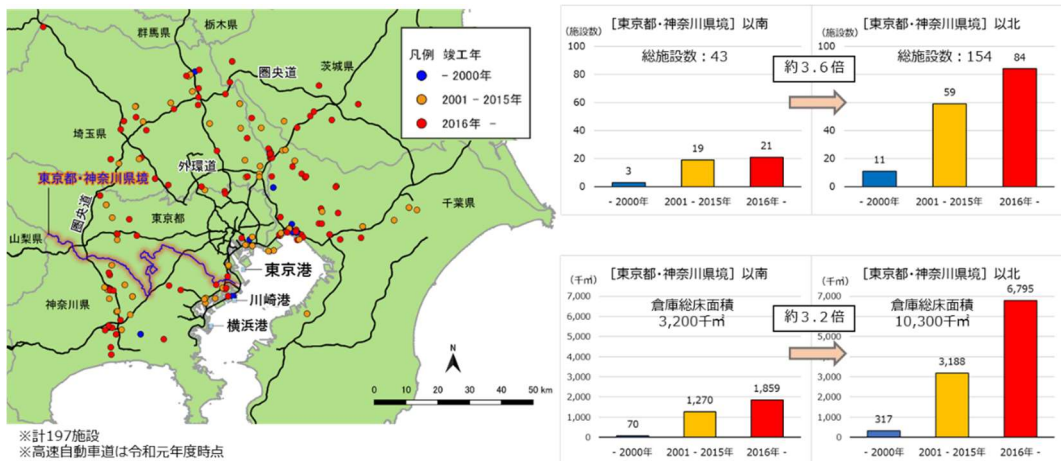 群馬県
栃木県
茨城県
圏央道
埼玉県
外環道
東京都・神奈川県境
圏央道
東京都
千葉県
山梨県
東京港
神奈川県
川崎港
横浜港
凡例 竣工年
- 2000年
2001 - 2015年
2016年 -
N
0 10 20 30 40 50 km
※計197施設
※高速自動車道は令和元年度時点
[東京都・神奈川県境] 以南
(施設数)
総施設数:43
100
80
60
40
20
0
3
19
21
- 2000年 2001 - 2015年 2016年 -
約3.6倍
[東京都・神奈川県境] 以北
(施設数)
総施設数:154
100
80
60
40
20
0
11
59
84
- 2000年 2001 - 2015年 2016年 -
[東京都・神奈川県境] 以南
(千㎡)
倉庫総床面積
3,200千㎡
7,000
6,000
5,000
4,000
3,000
2,000
1,000
0
70
1,270
1,859
- 2000年 2001 - 2015年 2016年 -
約3.2倍
[東京都・神奈川県境] 以北
(千㎡)
倉庫総床面積
10,300千㎡
7,000
6,000
5,000
4,000
3,000
2,000
1,000
0
317
3,188
6,795
- 2000年 2001 - 2015年 2016年 -